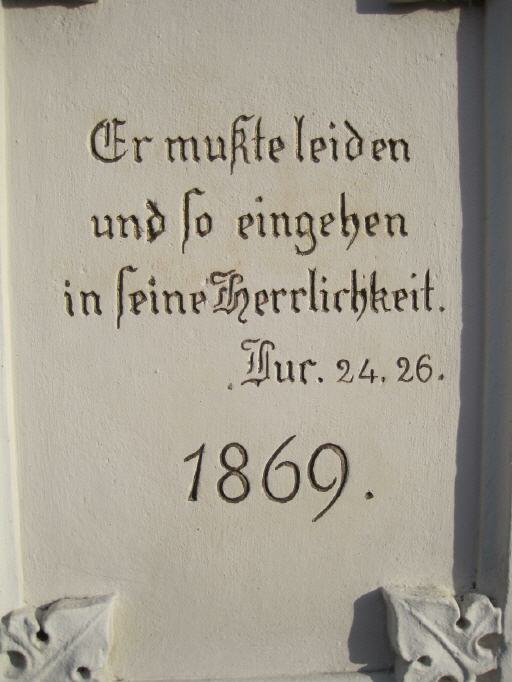 Er mußte leiden
und ſo eingehen
in ſeine Herrlichkeit.
Luc. 24. 26.
1869.